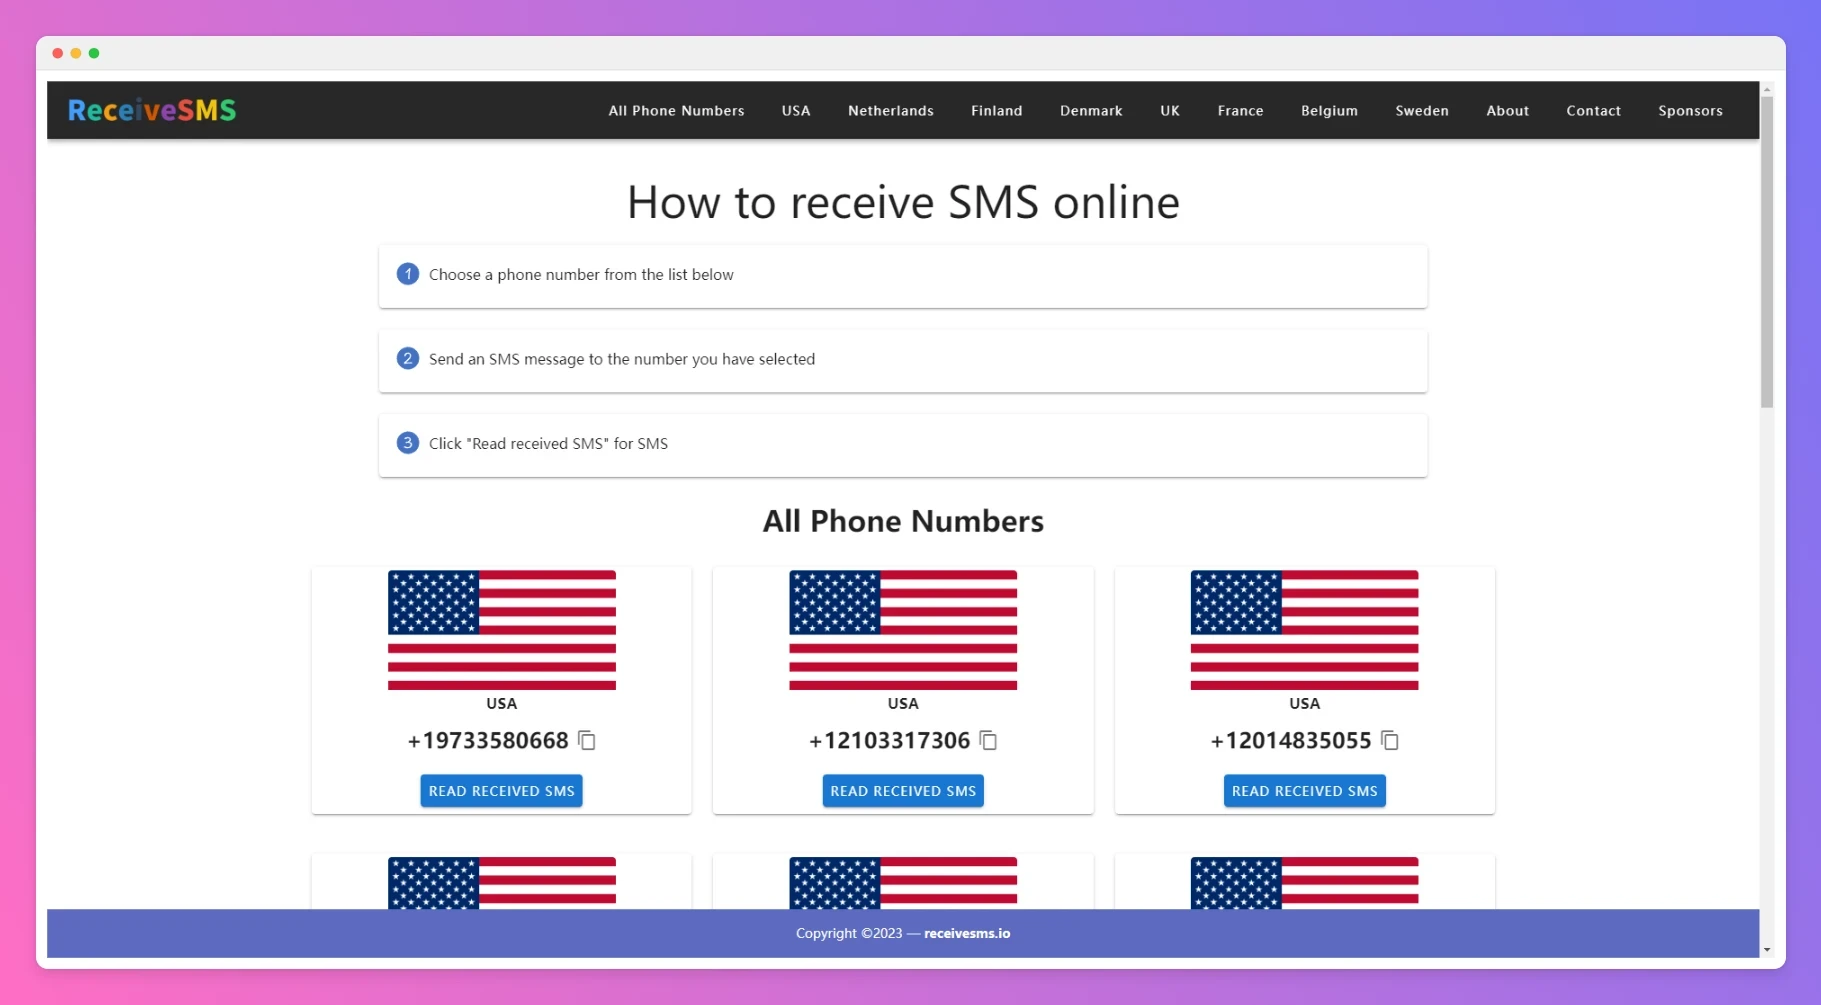 ReceiveSMS
All Phone Numbers USA Netherlands Finland Denmark UK France Belgium Sweden About Contact Sponsors
How to receive SMS online
1 Choose a phone number from the list below
2 Send an SMS message to the number you have selected
3 Click "Read received SMS" for SMS
All Phone Numbers
USA
+19733580668
READ RECEIVED SMS
USA
+12103317306
READ RECEIVED SMS
USA
+12014835055
READ RECEIVED SMS
Copyright ©2023 — receivesms.io